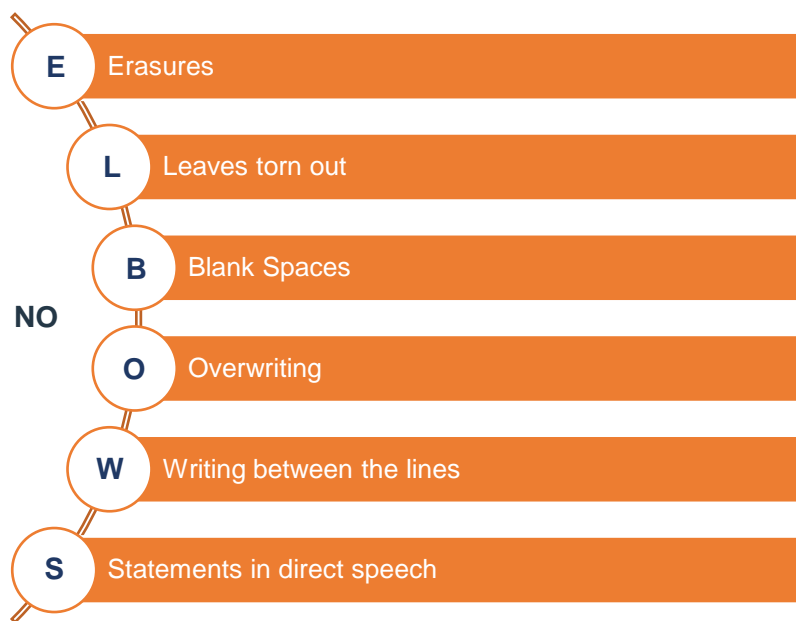 E Erasures
L Leaves torn out
B Blank Spaces
NO
O Overwriting
W Writing between the lines
S Statements in direct speech